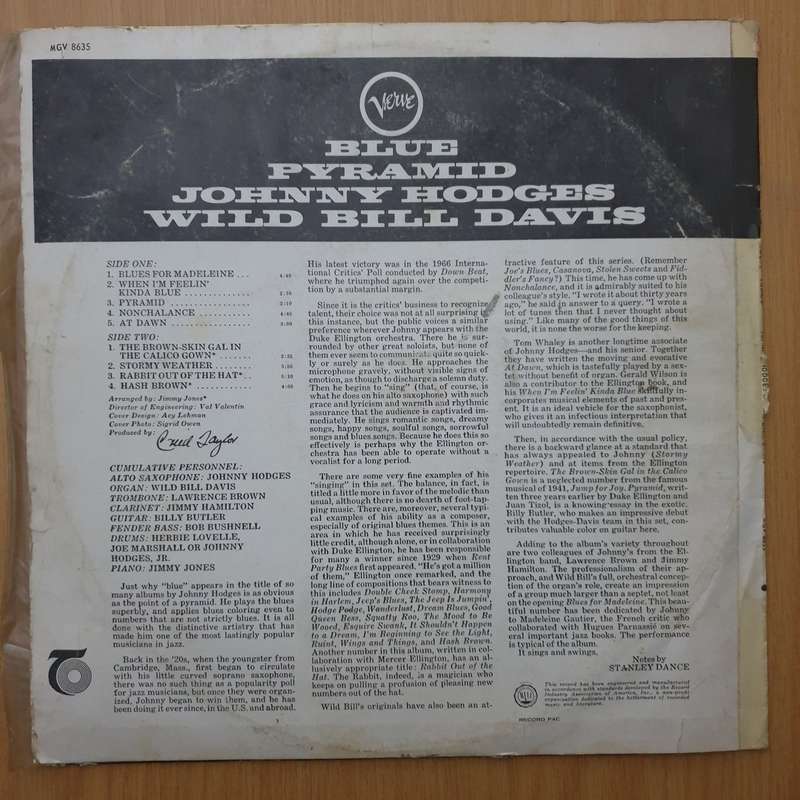 MGV 8635
Verve
BLUE
PYRAMID
JOHNNY HODGES
WILD BILL DAVIS
SIDE ONE:
1. BLUES FOR MADELEINE ... 4:40
2. WHEN I'M FEELIN'
KINDA BLUE .............. 2:56
3. PYRAMID .............. 3:10
4. NONCHALANCE ........ 4:40
5. AT DAWN ............. 3:00
SIDE TWO:
1. THE BROWN-SKIN GAL IN
THE CALICO GOWN* .......
2. STORMY WEATHER .......
3. RABBIT OUT OF THE HAT* ..
4. HASH BROWN* ........... 4:00
Arranged by: Jimmy Jones*
Director of Engineering: Val Valentin
Cover Design: Acy Lehman
Cover Photo: Sigrid Owen
Produced by: Creed Taylor
CUMULATIVE PERSONNEL:
ALTO SAXOPHONE: JOHNNY HODGES
ORGAN: WILD BILL DAVIS
TROMBONE: LAWRENCE BROWN
CLARINET: JIMMY HAMILTON
GUITAR: BILLY BUTLER
FENDER BASS: BOB BUSHNELL
DRUMS: HERBIE LOVELLE,
JOE MARSHALL OR JOHNNY
HODGES, JR.
PIANO: JIMMY JONES
Just why "blue" appears in the title of so
many albums by Johnny Hodges is as obvious
as the point of a pyramid. He plays the blues
superbly, and applies blues coloring even to
numbers that are not strictly blues. It is all
done with the distinctive artistry that has
made him one of the most lastingly popular
musicians in jazz.
Back in the '20s, when the youngster from
Cambridge, Mass., first began to circulate
with his little curved soprano saxophone,
there was no such thing as a popularity poll
for jazz musicians, but once they were organ-
ized, Johnny began to win them, and he has
been doing it ever since, in the U.S. and abroad.
His latest victory was in the 1966 Interna-
tional Critics' Poll conducted by Down Beat,
where he triumphed again over the competi-
tion by a substantial margin.
Since it is the critics' business to recognize
talent, their choice was not at all surprising in
this instance, but the public voices a similar
preference wherever Johnny appears with the
Duke Ellington orchestra. There he is sur-
rounded by other great soloists, but none of
them ever seem to communicate quite so quick-
ly or surely as he does. He approaches the
microphone gravely, without visible signs of
emotion, as though to discharge a solemn duty.
Then he begins to "sing" (that, of course, is
what he does on his alto saxophone) with such
grace and lyricism and warmth and rhythmic
assurance that the audience is captivated im-
mediately. He sings romantic songs, dreamy
songs, happy songs, soulful songs, sorrowful
songs and blues songs. Because he does this so
effectively is perhaps why the Ellington or-
chestra has been able to operate without a
vocalist for a long period.
There are some very fine examples of his
"singing" in this set. The balance, in fact, is
titled a little more in favor of the melodic than
usual, although there is no dearth of foot-tap-
ping music. There are, moreover, several typi-
cal examples of his ability as a composer,
especially of original blues themes. This is an
area in which he has received surprisingly
little credit, although alone, or in collaboration
with Duke Ellington, he has been responsible
for many a winner since 1929 when Rent
Party Blues first appeared. "He's got a million
of them," Ellington once remarked, and the
long line of compositions that bears witness to
this includes Double Check Stomp, Harmony
in Harlem, Jeep's Blues, The Jeep Is Jumpin',
Hodge Podge, Wanderlust, Dream Blues, Good
Queen Bess, Squatty Roo, The Mood to Be
Wooed, Esquire Swank, It Shouldn't Happen
to a Dream, I'm Beginning to See the Light,
Ruint, Wings and Things, and Hash Brown.
Another number in this album, written in col-
laboration with Mercer Ellington, has an al-
lusively appropriate title: Rabbit Out of the
Hat. The Rabbit, indeed, is a magician who
keeps on pulling a profusion of pleasing new
numbers out of the hat.
Wild Bill's originals have also been an at-
tractive feature of this series. (Remember
Joe's Blues, Casanova, Stolen Sweets and Fid-
dler's Fancy?) This time, he has come up with
Nonchalance, and it is admirably suited to his
colleague's style. "I wrote it about thirty years
ago," he said in answer to a query. "I wrote a
lot of tunes then that I never thought about
using." Like many of the good things of this
world, it is none the worse for the keeping.
Tom Whaley is another longtime associate
of Johnny Hodges—and his senior. Together
they have written the moving and evocative
At Dawn, which is tastefully played by a sex-
tet without benefit of organ. Gerald Wilson is
also a contributor to the Ellington book, and
his When I'm Feelin' Kinda Blue skilfully in-
corporates musical elements of past and pres-
ent. It is an ideal vehicle for the saxophonist,
who gives it an infectious interpretation that
will undoubtedly remain definitive.
Then, in accordance with the usual policy,
there is a backward glance at a standard that
has always appealed to Johnny (Stormy
Weather) and at items from the Ellington
repertoire. The Brown-Skin Gal in the Calico
Gown is a neglected number from the famous
musical of 1941, Jump for Joy. Pyramid, writ-
ten three years earlier by Duke Ellington and
Juan Tizol, is a knowing essay in the exotic.
Billy Butler, who makes an impressive debut
with the Hodges-Davis team in this set, con-
tributes valuable color on guitar here.
Adding to the album's variety throughout
are two colleagues of Johnny's from the El-
lington band, Lawrence Brown and Jimmy
Hamilton. The professionalism of their ap-
proach, and Wild Bill's full, orchestral concep-
tion of the organ's role, create an impression
of a group much larger than a septet, not least
on the opening Blues for Madeleine. This beau-
tiful number has been dedicated by Johnny
to Madeleine Gautier, the French critic who
collaborated with Hugues Panassié on sev-
eral important jazz books. The performance
is typical of the album.
It sings and swings.
Notes by
STANLEY DANCE
This record has been engineered and manufactured
in accordance with standards developed by the Record
Industry Association of America, Inc., a non-profit
organization dedicated to the betterment of recorded
music and literature.
RECORD PAC